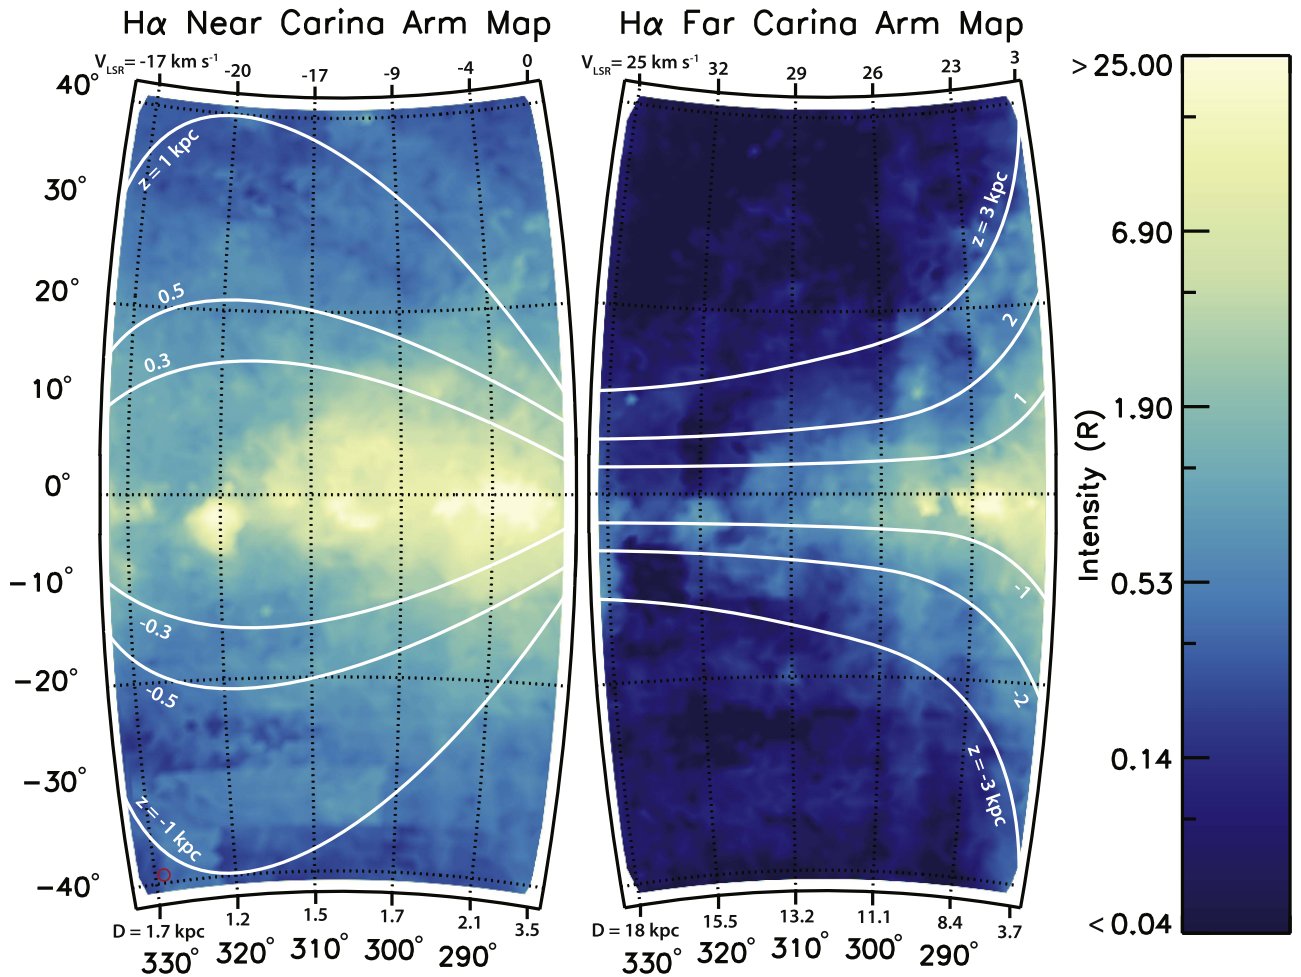 Hα Near Carina Arm Map
Hα Far Carina Arm Map
V_LSR= -17 km s⁻¹ -20 -17 -9 -4 0
V_LSR= 25 km s⁻¹ 32 29 26 23 3
40°
30°
20°
10°
0°
−10°
−20°
−30°
−40°
z = 1 kpc
0.5
0.3
-0.3
-0.5
z = -1 kpc
z = 3 kpc
2
1
-1
-2
z = -3 kpc
D = 1.7 kpc 1.2 1.5 1.7 2.1 3.5
330° 320° 310° 300° 290°
D = 18 kpc 15.5 13.2 11.1 8.4 3.7
330° 320° 310° 300° 290°
> 25.00
6.90
1.90
0.53
0.14
< 0.04
Intensity (R)